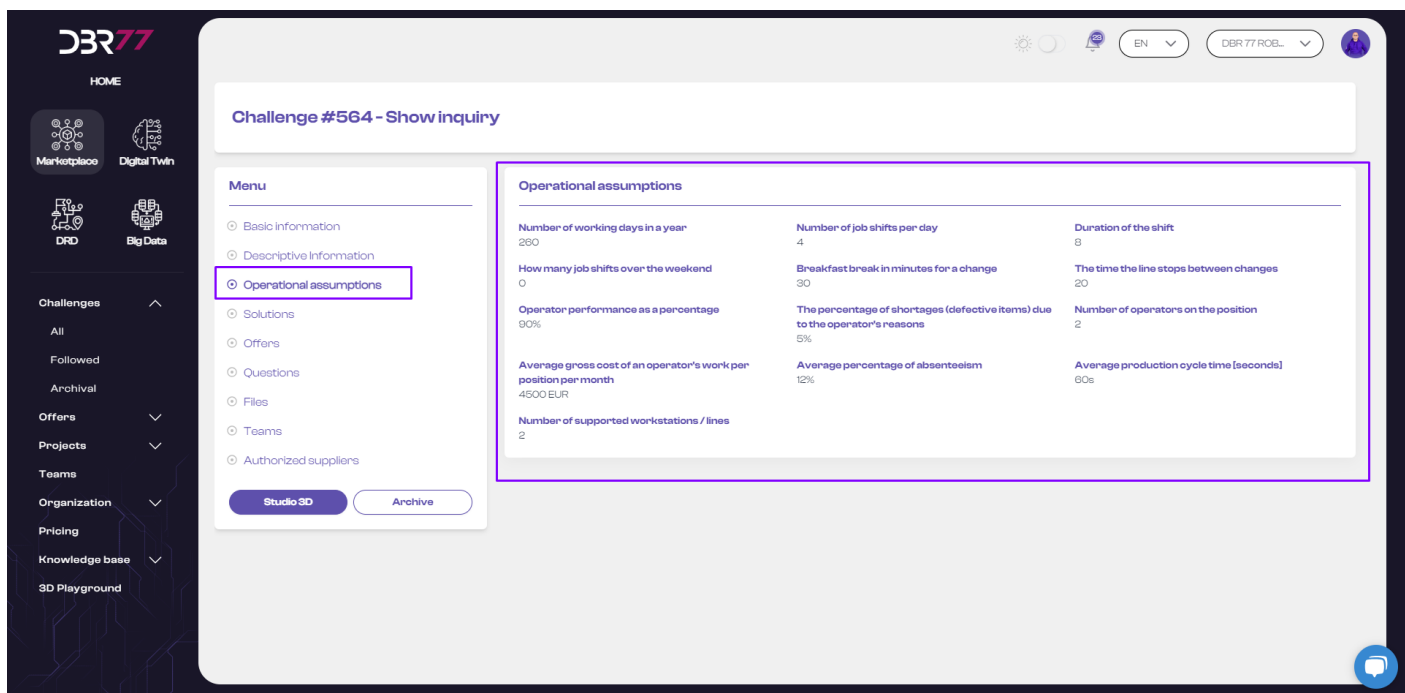 DBR77
HOME
Marketplace
Digital Twin
DRD
Big Data
Challenges
All
Followed
Archival
Offers
Projects
Teams
Organization
Pricing
Knowledge base
3D Playground
23
EN
DBR 77 ROB...
Challenge #564 - Show inquiry
Menu
Basic information
Descriptive Information
Operational assumptions
Solutions
Offers
Questions
Files
Teams
Authorized suppliers
Studio 3D
Archive
Operational assumptions
Number of working days in a year
260
Number of job shifts per day
4
Duration of the shift
8
How many job shifts over the weekend
0
Breakfast break in minutes for a change
30
The time the line stops between changes
20
Operator performance as a percentage
90%
The percentage of shortages (defective items) due
to the operator's reasons
5%
Number of operators on the position
2
Average gross cost of an operator's work per
position per month
4500 EUR
Average percentage of absenteeism
12%
Average production cycle time [seconds]
60s
Number of supported workstations / lines
2